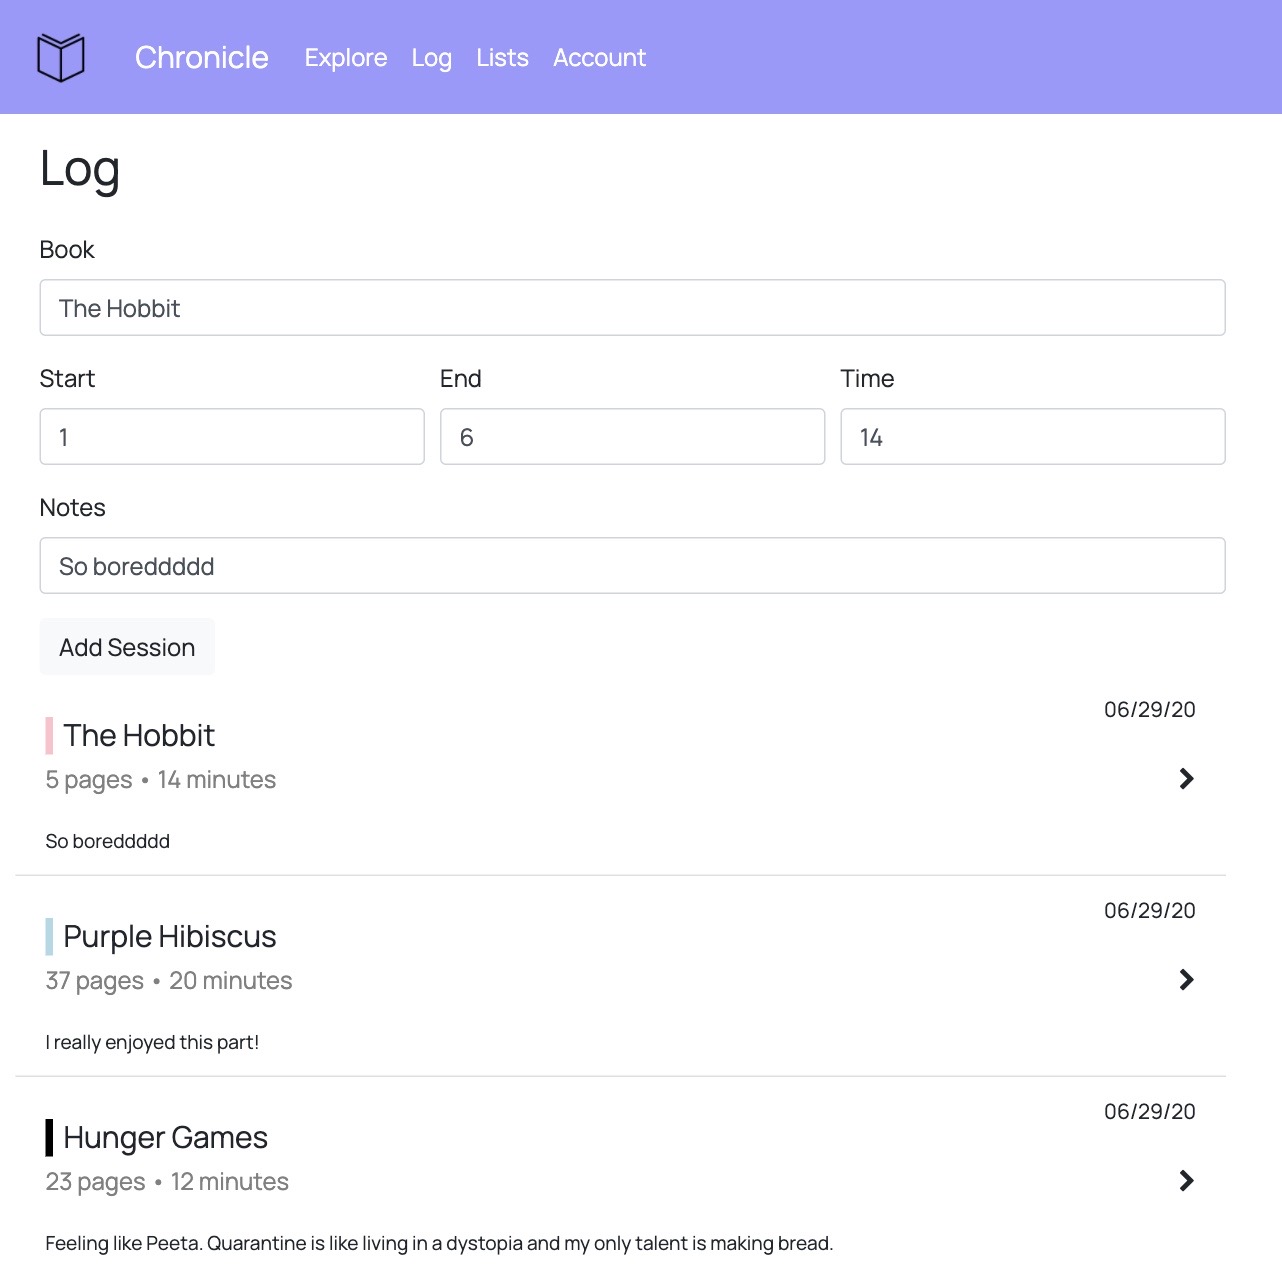 Chronicle Explore Log Lists Account
Log
Book
The Hobbit
Start End Time
1 6 14
Notes
So boreddddd
Add Session
06/29/20
The Hobbit
5 pages • 14 minutes
So boreddddd
06/29/20
Purple Hibiscus
37 pages • 20 minutes
I really enjoyed this part!
06/29/20
Hunger Games
23 pages • 12 minutes
Feeling like Peeta. Quarantine is like living in a dystopia and my only talent is making bread.